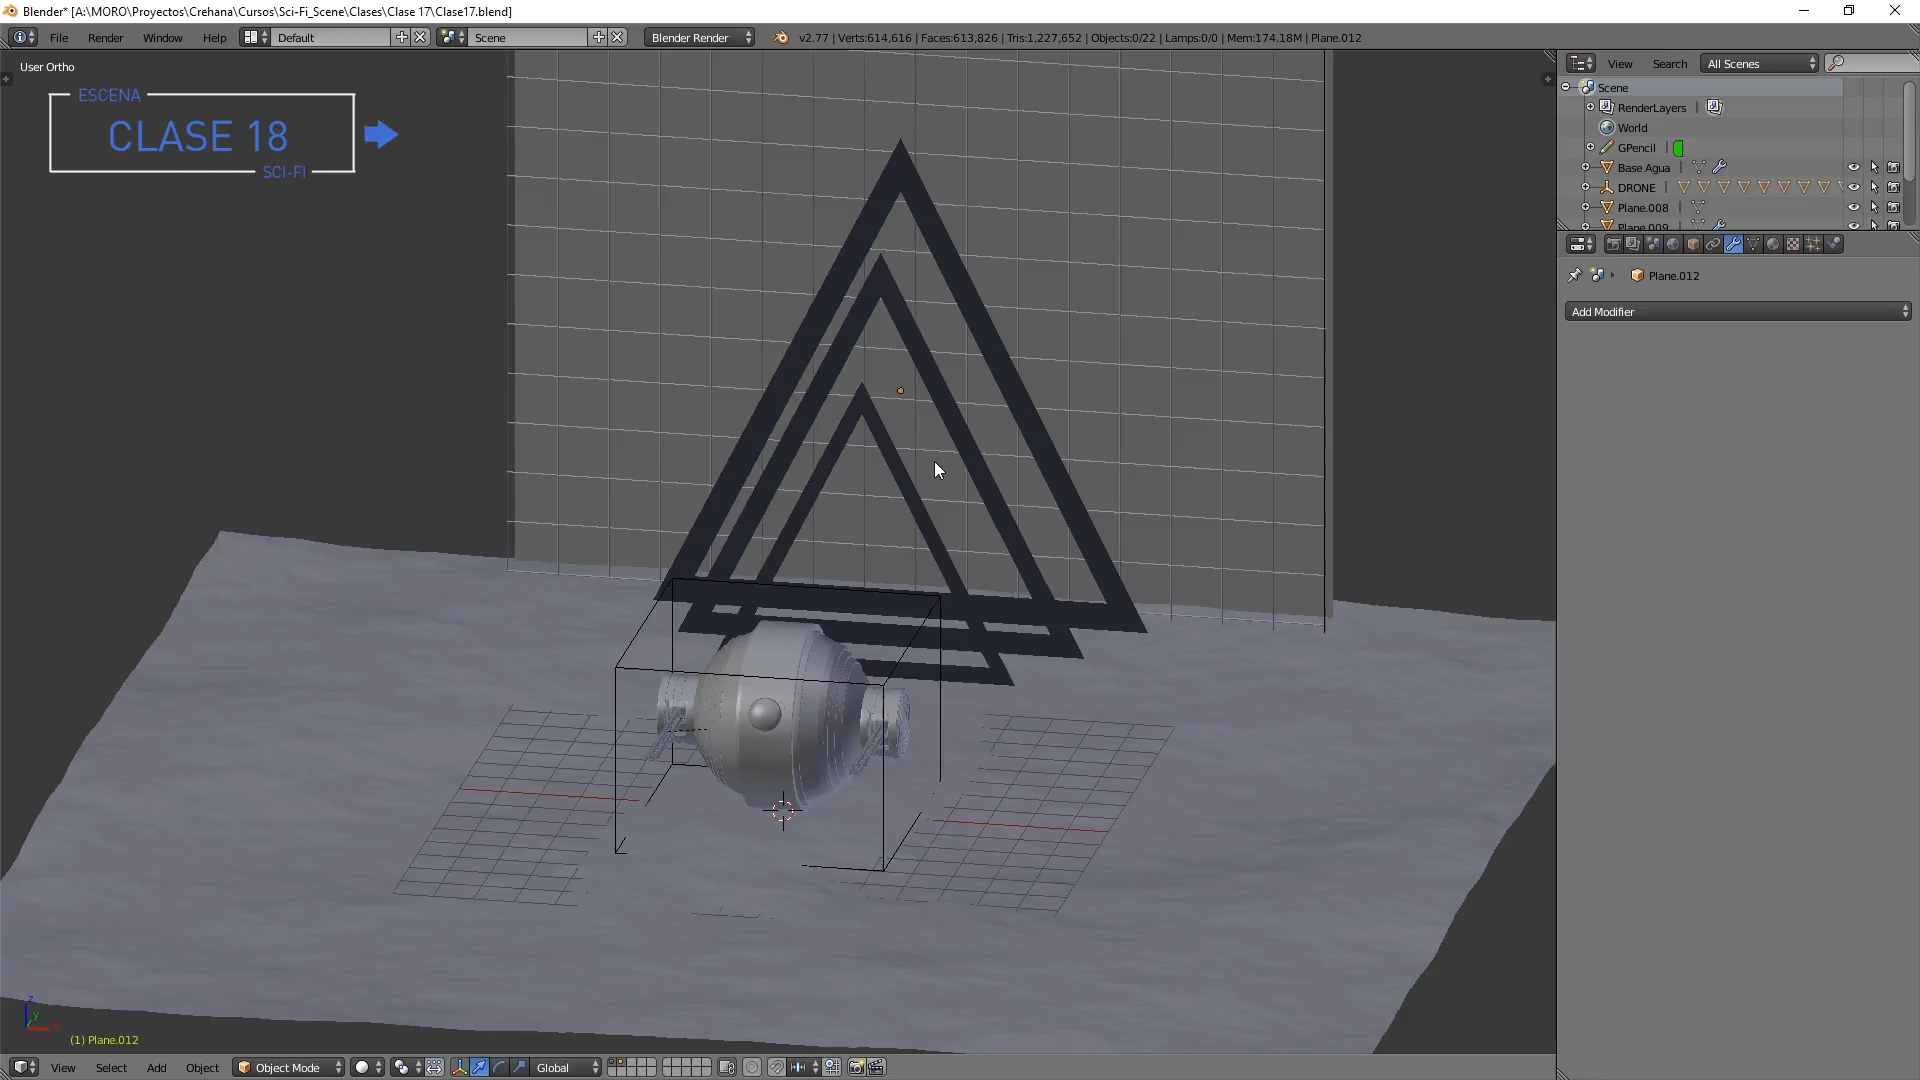 Blender* [A:\MORO\Proyectos\Crehana\Cursos\Sci-Fi_Scene\Clases\Clase 17\Clase17.blend]
File Render Window Help Default Scene Blender Render v2.77 | Verts:614,616 | Faces:613,826 | Tris:1,227,652 | Objects:0/22 | Lamps:0/0 | Mem:174.18M | Plane.012
User Ortho
ESCENA
CLASE 18
SCI-FI
View Search All Scenes
Scene
RenderLayers
World
GPencil
Base Agua
DRONE
Plane.008
Plane.009
Plane.012
Add Modifier
z
y
x
(1) Plane.012
View Select Add Object Object Mode Global